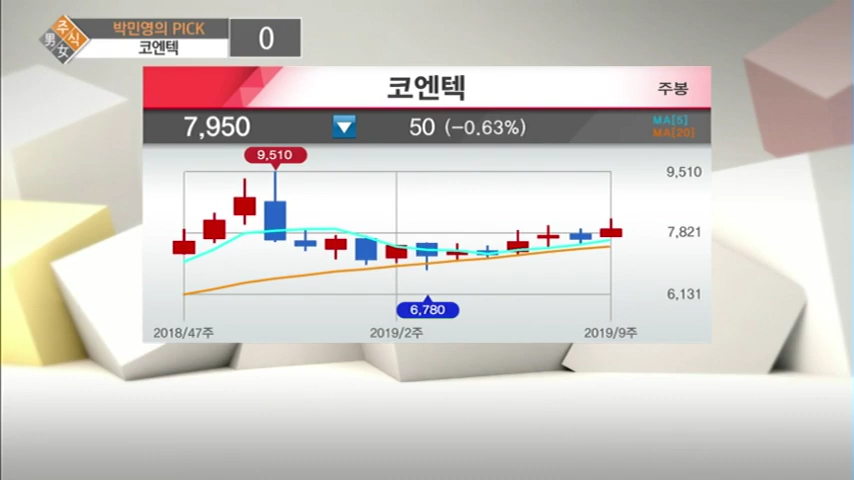 주식
男女
박민영의 PICK
코엔텍
0
코엔텍
주봉
7,950
50 (-0.63%)
MA[5]
MA[20]
9,510
9,510
7,821
6,131
6,780
2018/47주
2019/2주
2019/9주